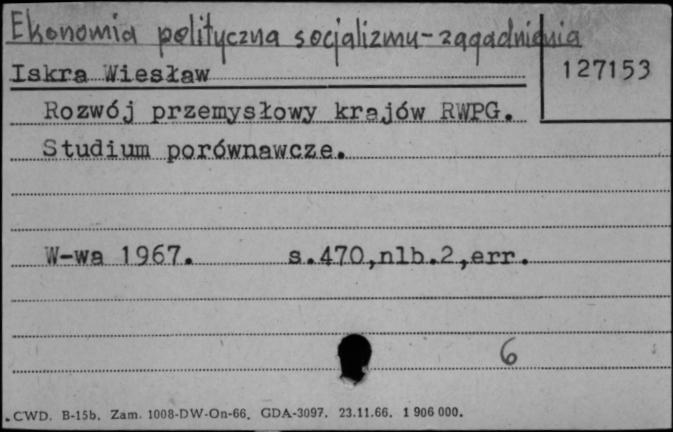 Ekonomia polityczna socjalizmu-zagadnienia
Iskra Wiesław
127153
Rozwój przemysłowy krajów RWPG.
Studium porównawcze.
W-wa 1967. s.470,nlb.2,err.
6
.CWD. B-15b. Zam. 1008-DW-On-66. GDA-3097. 23.11.66. 1 906 000.